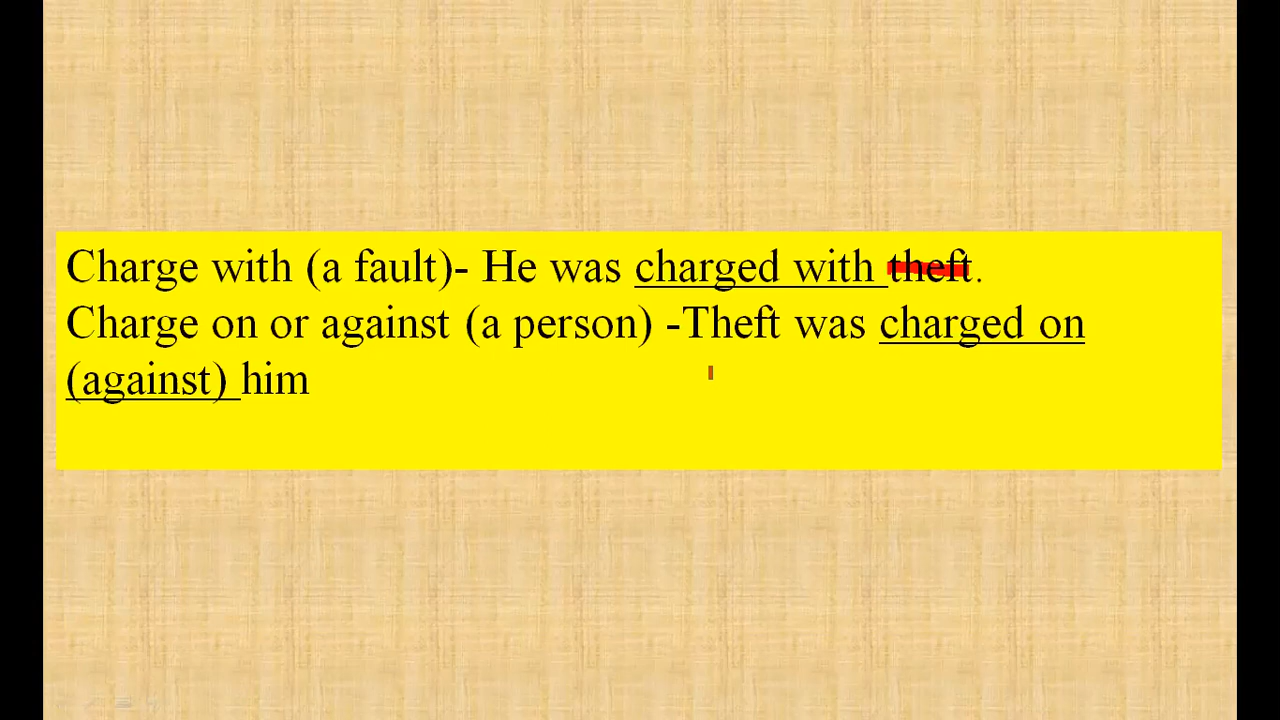 Charge with (a fault)- He was charged with theft.
Charge on or against (a person) -Theft was charged on
(against) him